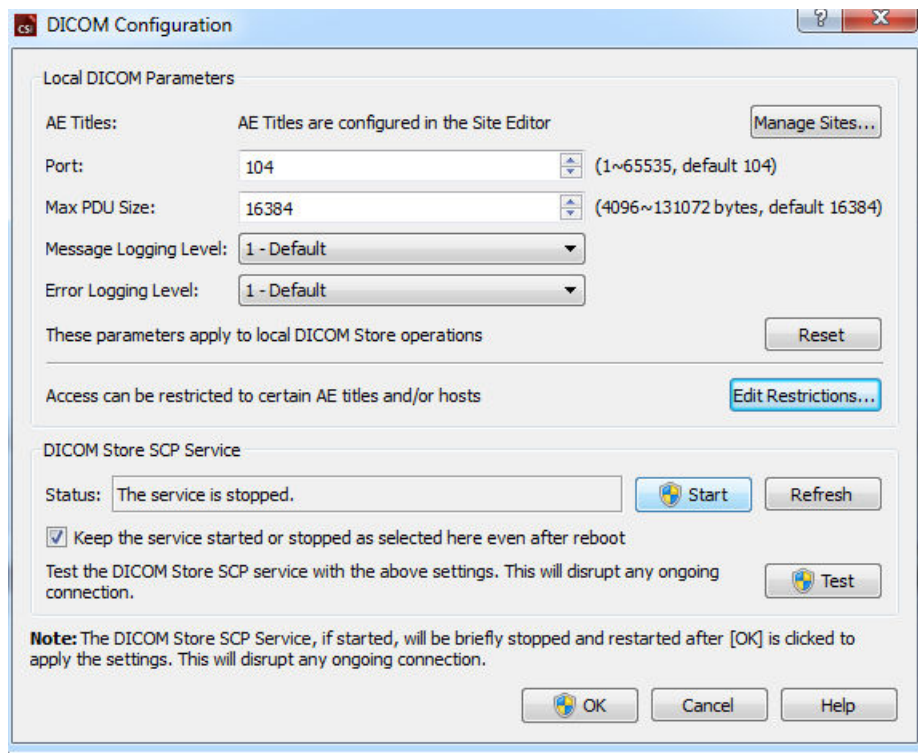 CSI DICOM Configuration
Local DICOM Parameters
AE Titles: AE Titles are configured in the Site Editor Manage Sites...
Port: 104 (1~65535, default 104)
Max PDU Size: 16384 (4096~131072 bytes, default 16384)
Message Logging Level: 1 - Default
Error Logging Level: 1 - Default
These parameters apply to local DICOM Store operations Reset
Access can be restricted to certain AE titles and/or hosts Edit Restrictions...
DICOM Store SCP Service
Status: The service is stopped. Start Refresh
Keep the service started or stopped as selected here even after reboot
Test the DICOM Store SCP service with the above settings. This will disrupt any ongoing
connection. Test
Note: The DICOM Store SCP Service, if started, will be briefly stopped and restarted after [OK] is clicked to
apply the settings. This will disrupt any ongoing connection.
OK Cancel Help